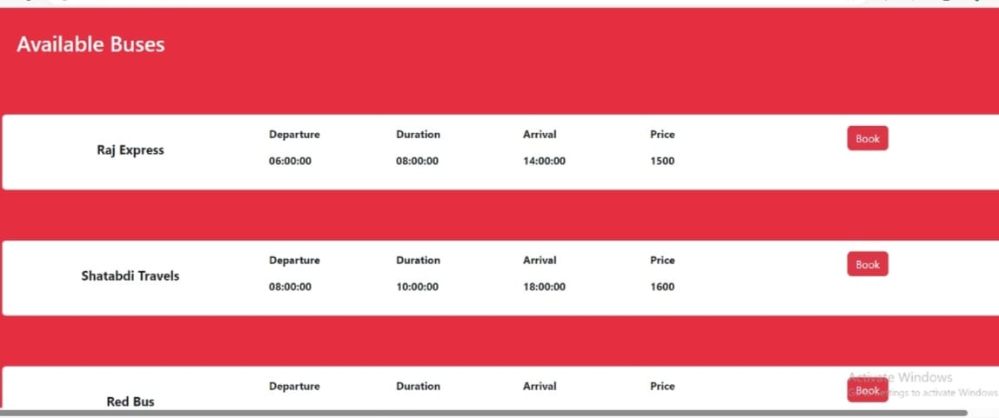 Available Buses
Departure Duration Arrival Price Book
Raj Express
06:00:00 08:00:00 14:00:00 1500
Departure Duration Arrival Price Book
Shatabdi Travels
08:00:00 10:00:00 18:00:00 1600
Departure Duration Arrival Price Book
Activate Windows
Red Bus
to activate Windows